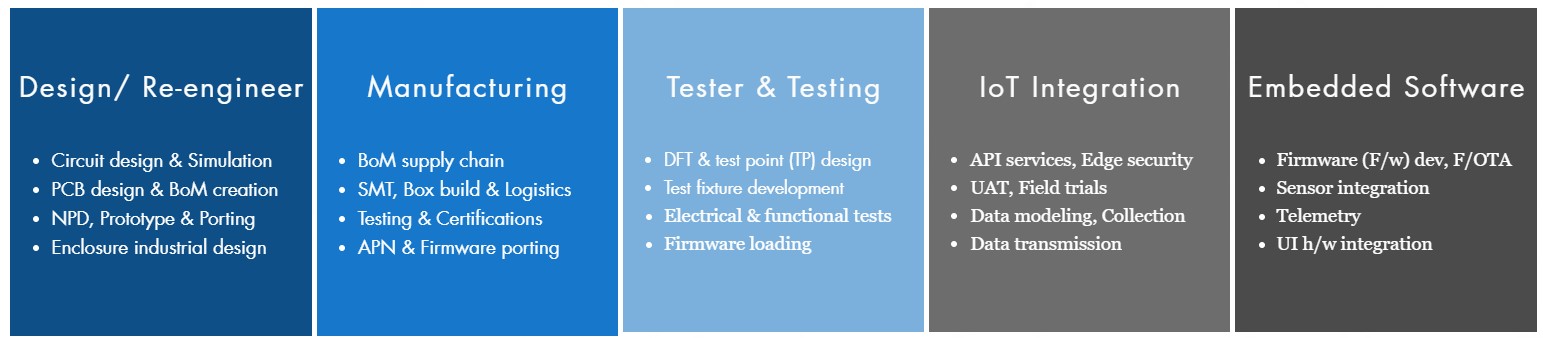 Design/ Re-engineer
• Circuit design & Simulation
• PCB design & BoM creation
• NPD, Prototype & Porting
• Enclosure industrial design
Manufacturing
• BoM supply chain
• SMT, Box build & Logistics
• Testing & Certifications
• APN & Firmware porting
Tester & Testing
• DFT & test point (TP) design
• Test fixture development
• Electrical & functional tests
• Firmware loading
IoT Integration
• API services, Edge security
• UAT, Field trials
• Data modeling, Collection
• Data transmission
Embedded Software
• Firmware (F/w) dev, F/OTA
• Sensor integration
• Telemetry
• UI h/w integration